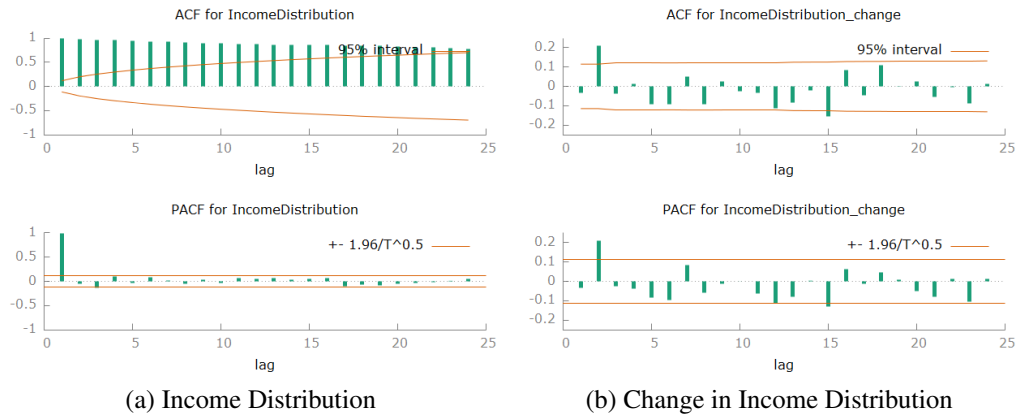 ACF for IncomeDistribution
1
0.5
0
-0.5
-1
95% interval
0 5 10 15 20 25
lag
PACF for IncomeDistribution
1
0.5
0
-0.5
-1
+- 1.96/T^0.5
0 5 10 15 20 25
lag
(a) Income Distribution
ACF for IncomeDistribution_change
0.2
0.1
0
-0.1
-0.2
95% interval
0 5 10 15 20 25
lag
PACF for IncomeDistribution_change
0.2
0.1
0
-0.1
-0.2
+- 1.96/T^0.5
0 5 10 15 20 25
lag
(b) Change in Income Distribution